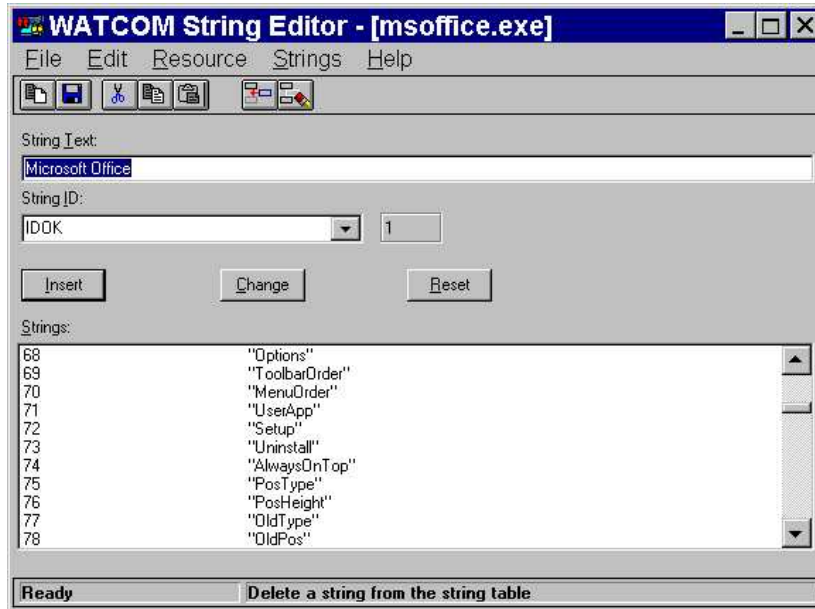 WATCOM String Editor - [msoffice.exe]
File Edit Resource Strings Help
String Text:
Microsoft Office
String ID:
IDOK 1
Insert Change Reset
Strings:
68 "Options"
69 "ToolbarOrder"
70 "MenuOrder"
71 "UserApp"
72 "Setup"
73 "Uninstall"
74 "AlwaysOnTop"
75 "PosType"
76 "PosHeight"
77 "OldType"
78 "OldPos"
Ready Delete a string from the string table